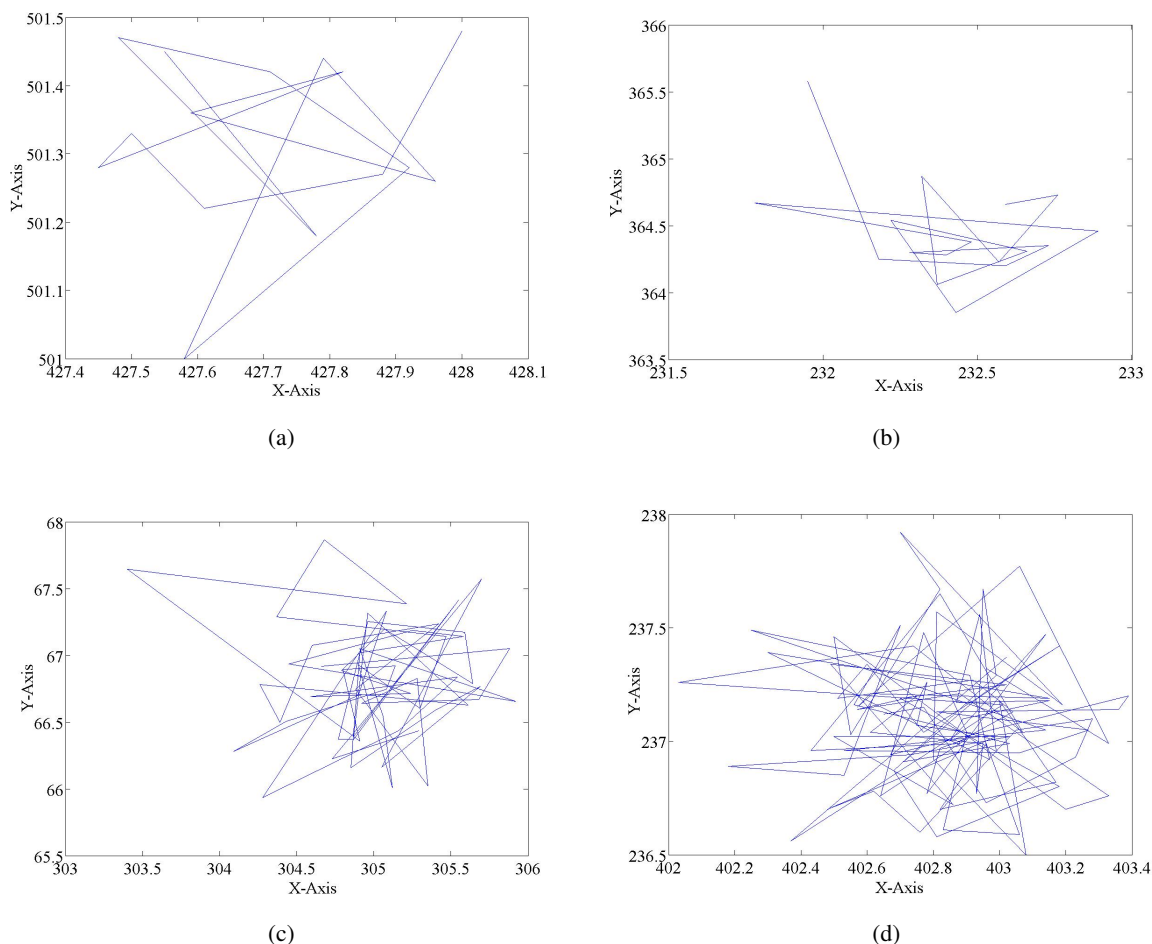 501.5
501.4
501.3
501.2
501.1
501
Y-Axis
427.4 427.5 427.6 427.7 427.8 427.9 428 428.1
X-Axis
(a)
366
365.5
365
364.5
364
363.5
Y-Axis
231.5 232 232.5 233
X-Axis
(b)
68
67.5
67
66.5
66
65.5
Y-Axis
303 303.5 304 304.5 305 305.5 306
X-Axis
(c)
238
237.5
237
236.5
Y-Axis
402 402.2 402.4 402.6 402.8 403 403.2 403.4
X-Axis
(d)